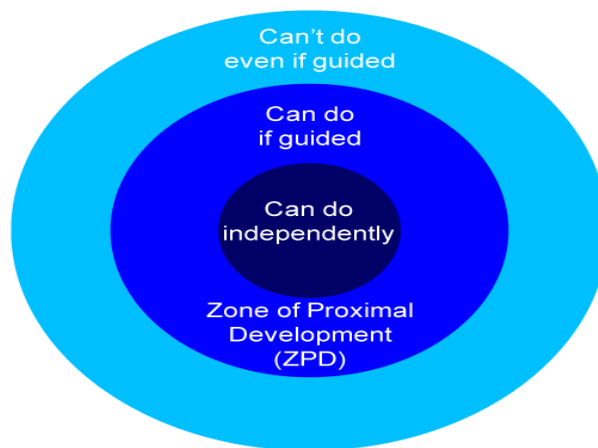 Can't do
even if guided
Can do
if guided
Can do
independently
Zone of Proximal
Development
(ZPD)